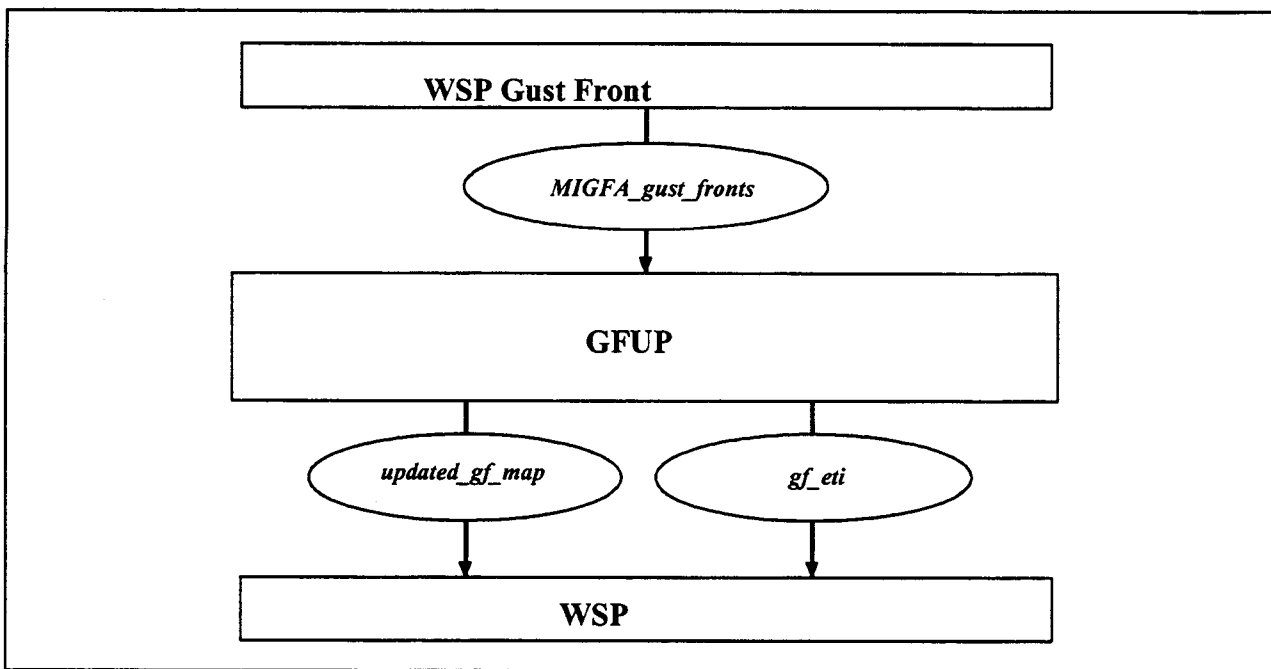 WSP Gust Front
MIGFA_gust_fronts
GFUP
updated_gf_map
gf_eti
WSP